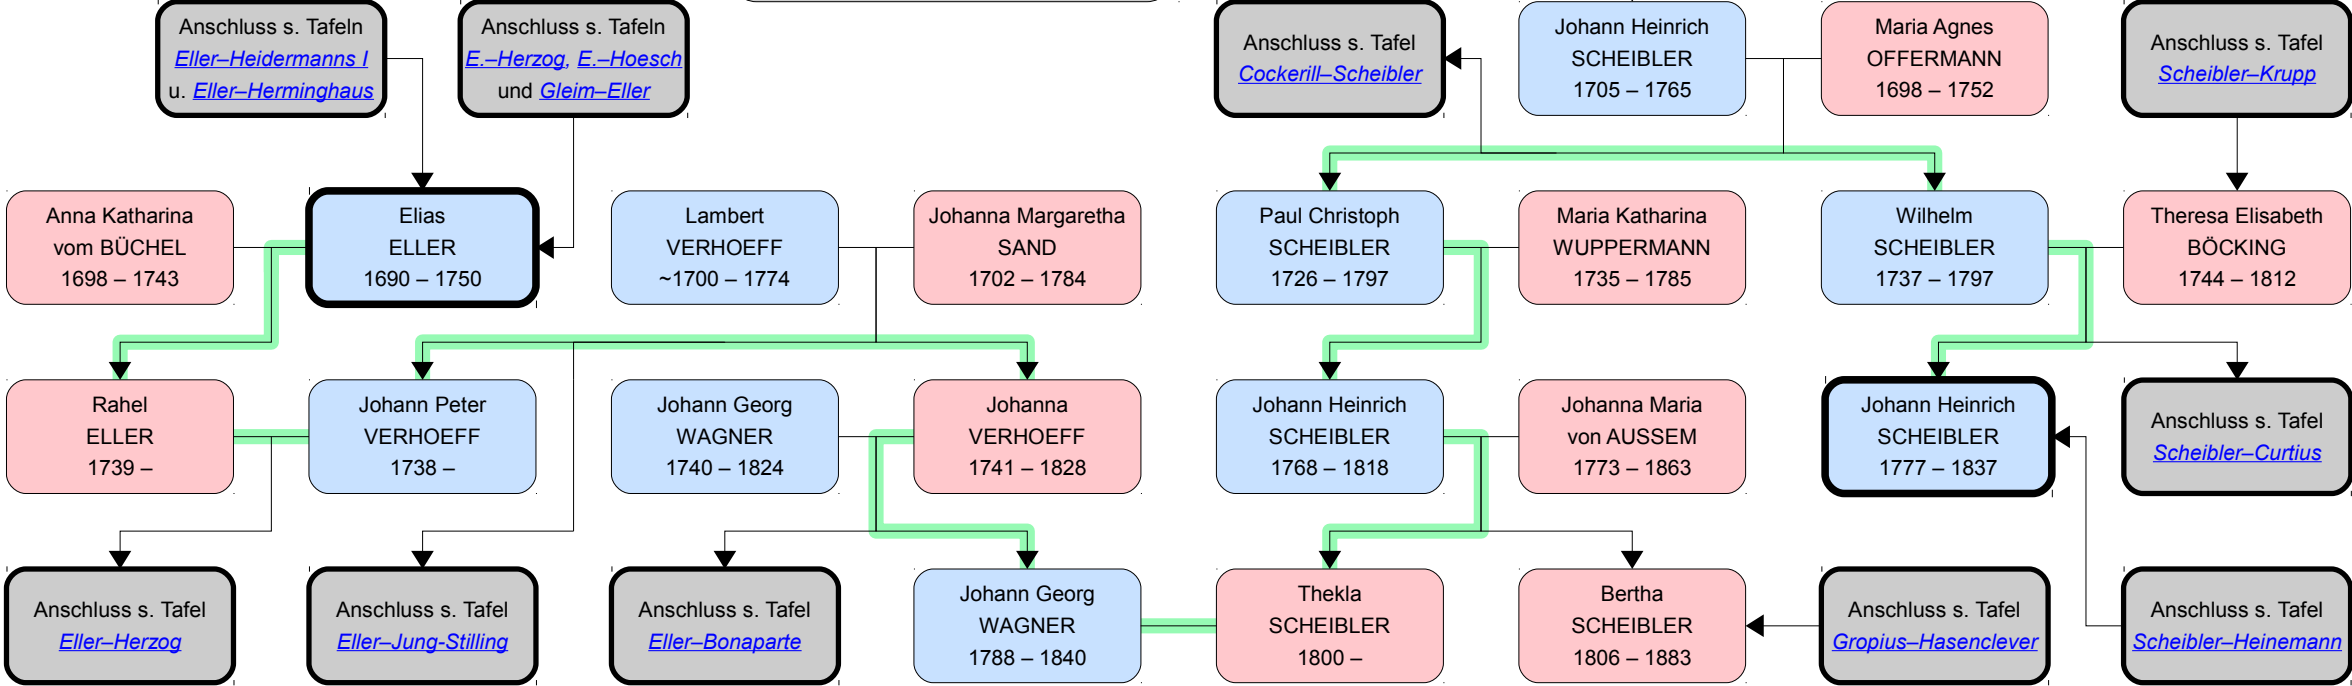 Anschluss s. Tafeln
Eller–Heidermanns I
u. Eller–Herminghaus
Anschluss s. Tafeln
E.–Herzog, E.–Hoesch
und Gleim–Eller
Anschluss s. Tafel
Cockerill–Scheibler
Johann Heinrich
SCHEIBLER
1705 – 1765
Maria Agnes
OFFERMANN
1698 – 1752
Anschluss s. Tafel
Scheibler–Krupp
Anna Katharina
vom BÜCHEL
1698 – 1743
Elias
ELLER
1690 – 1750
Lambert
VERHOEFF
~1700 – 1774
Johanna Margaretha
SAND
1702 – 1784
Paul Christoph
SCHEIBLER
1726 – 1797
Maria Katharina
WUPPERMANN
1735 – 1785
Wilhelm
SCHEIBLER
1737 – 1797
Theresa Elisabeth
BÖCKING
1744 – 1812
Rahel
ELLER
1739 –
Johann Peter
VERHOEFF
1738 –
Johann Georg
WAGNER
1740 – 1824
Johanna
VERHOEFF
1741 – 1828
Johann Heinrich
SCHEIBLER
1768 – 1818
Johanna Maria
von AUSSEM
1773 – 1863
Johann Heinrich
SCHEIBLER
1777 – 1837
Anschluss s. Tafel
Scheibler–Curtius
Anschluss s. Tafel
Eller–Herzog
Anschluss s. Tafel
Eller–Jung-Stilling
Anschluss s. Tafel
Eller–Bonaparte
Johann Georg
WAGNER
1788 – 1840
Thekla
SCHEIBLER
1800 –
Bertha
SCHEIBLER
1806 – 1883
Anschluss s. Tafel
Gropius–Hasenclever
Anschluss s. Tafel
Scheibler–Heinemann